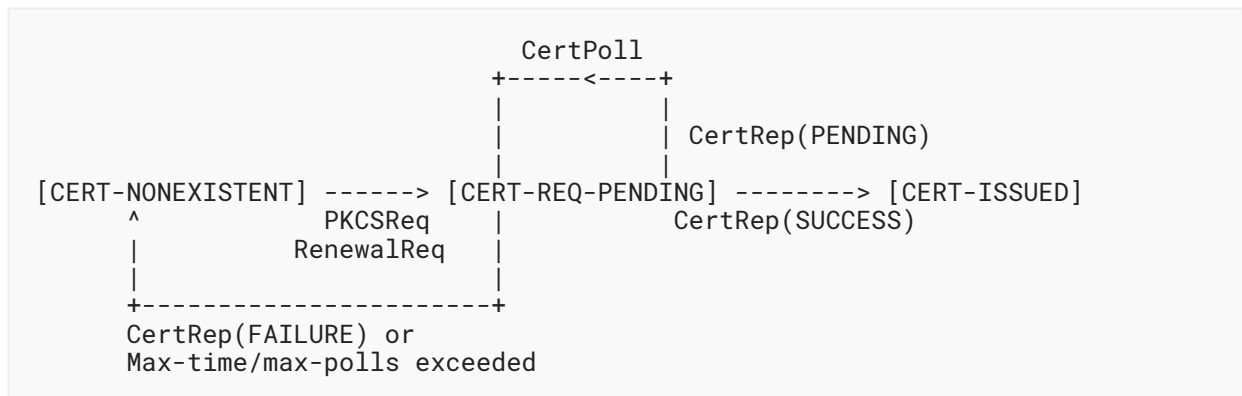 CertPoll
+-----<----+
|          |
|          | CertRep(PENDING)
|          |
[CERT-NONEXISTENT] ------> [CERT-REQ-PENDING] --------> [CERT-ISSUED]
^ PKCSReq | CertRep(SUCCESS)
| RenewalReq |
| |
+-----------------------+
CertRep(FAILURE) or
Max-time/max-polls exceeded